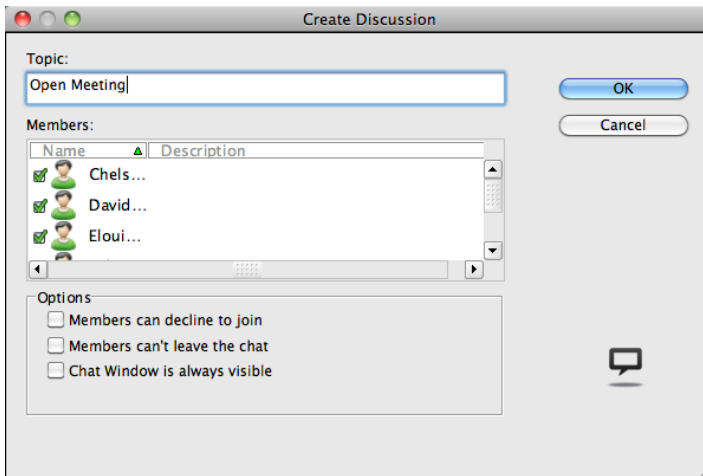 Create Discussion
Topic:
Open Meeting
OK
Members:
Cancel
Name Description
Chels...
David...
Eloui...
Options
Members can decline to join
Members can't leave the chat
Chat Window is always visible